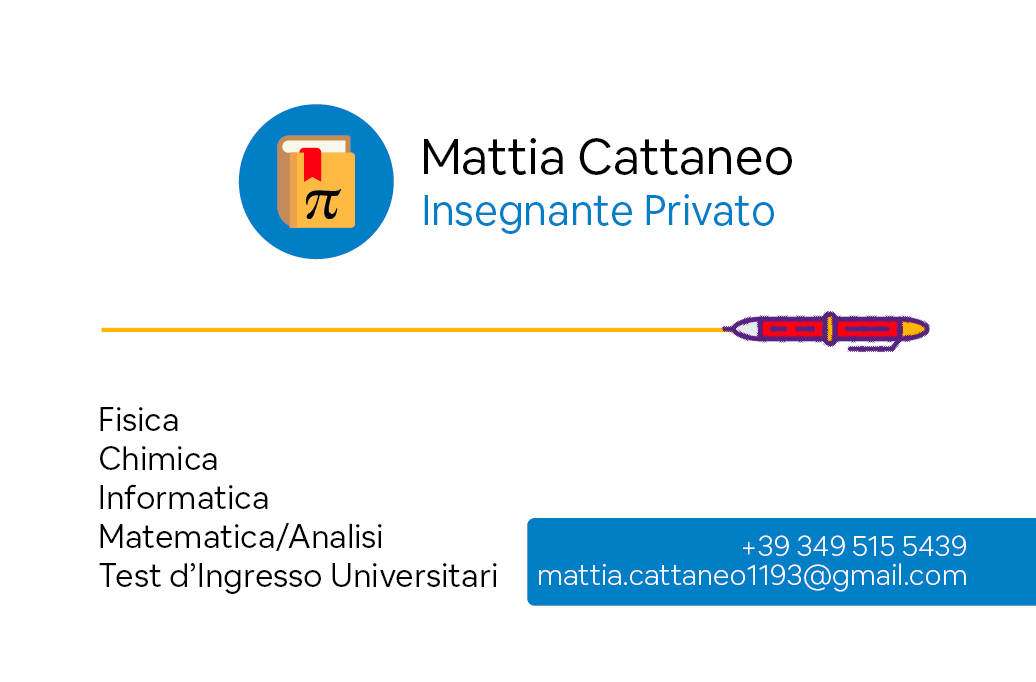 π
Mattia Cattaneo
Insegnante Privato
Fisica
Chimica
Informatica
Matematica/Analisi
Test d’Ingresso Universitari
+39 349 515 5439
mattia.cattaneo1193@gmail.com